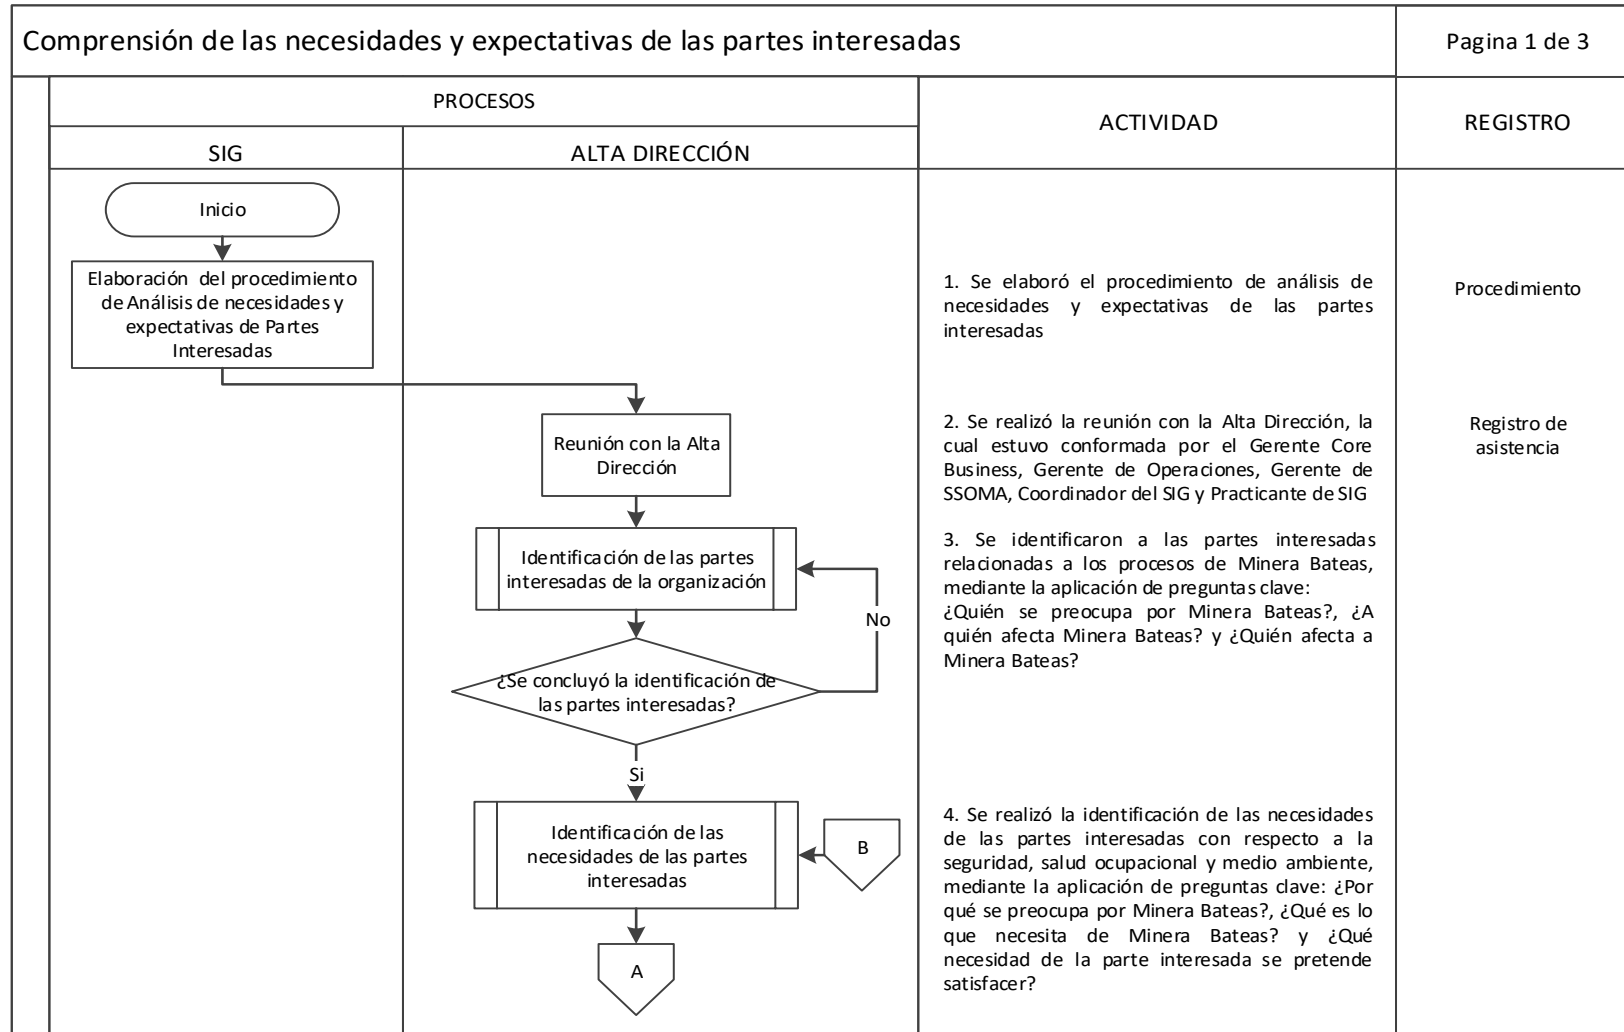 Comprensión de las necesidades y expectativas de las partes interesadas
Pagina 1 de 3
PROCESOS
ACTIVIDAD
REGISTRO
SIG
ALTA DIRECCIÓN
Inicio
Elaboración del procedimiento
de Análisis de necesidades y
expectativas de Partes
Interesadas
1. Se elaboró el procedimiento de análisis de
necesidades y expectativas de las partes
interesadas
Procedimiento
Reunión con la Alta
Dirección
2. Se realizó la reunión con la Alta Dirección, la
cual estuvo conformada por el Gerente Core
Business, Gerente de Operaciones, Gerente de
SSOMA, Coordinador del SIG y Practicante de SIG
Registro de
asistencia
Identificación de las partes
interesadas de la organización
3. Se identificaron a las partes interesadas
relacionadas a los procesos de Minera Bateas,
mediante la aplicación de preguntas clave:
¿Quién se preocupa por Minera Bateas?, ¿A
quién afecta Minera Bateas? y ¿Quién afecta a
Minera Bateas?
No
¿Se concluyó la identificación de
las partes interesadas?
Si
Identificación de las
necesidades de las partes
interesadas
B
A
4. Se realizó la identificación de las necesidades
de las partes interesadas con respecto a la
seguridad, salud ocupacional y medio ambiente,
mediante la aplicación de preguntas clave: ¿Por
qué se preocupa por Minera Bateas?, ¿Qué es lo
que necesita de Minera Bateas? y ¿Qué
necesidad de la parte interesada se pretende
satisfacer?